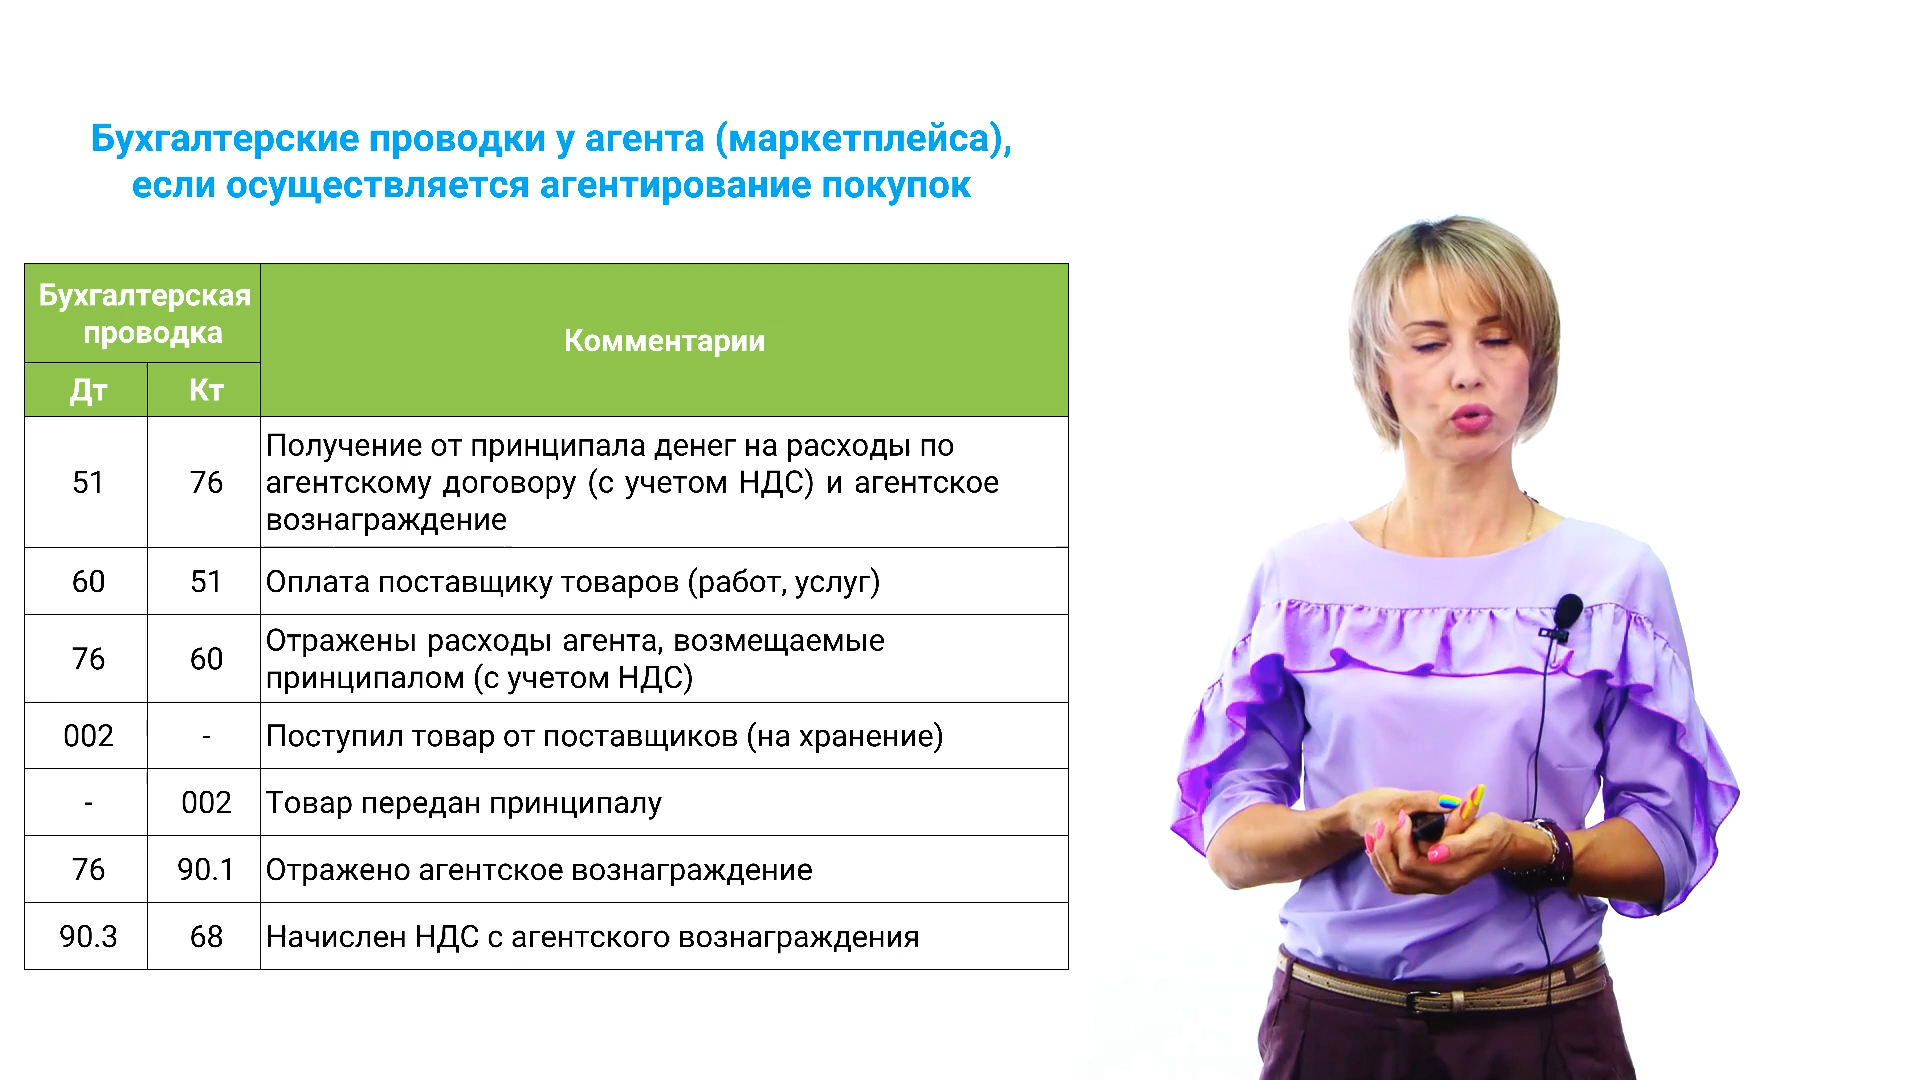 Бухгалтерские проводки у агента (маркетплейса),
если осуществляется агентирование покупок
Бухгалтерская
проводка
Комментарии
Дт Кт
51 76 Получение от принципала денег на расходы по
агентскому договору (с учетом НДС) и агентское
вознаграждение
60 51 Оплата поставщику товаров (работ, услуг)
76 60 Отражены расходы агента, возмещаемые
принципалом (с учетом НДС)
002 - Поступил товар от поставщиков (на хранение)
- 002 Товар передан принципалу
76 90.1 Отражено агентское вознаграждение
90.3 68 Начислен НДС с агентского вознаграждения